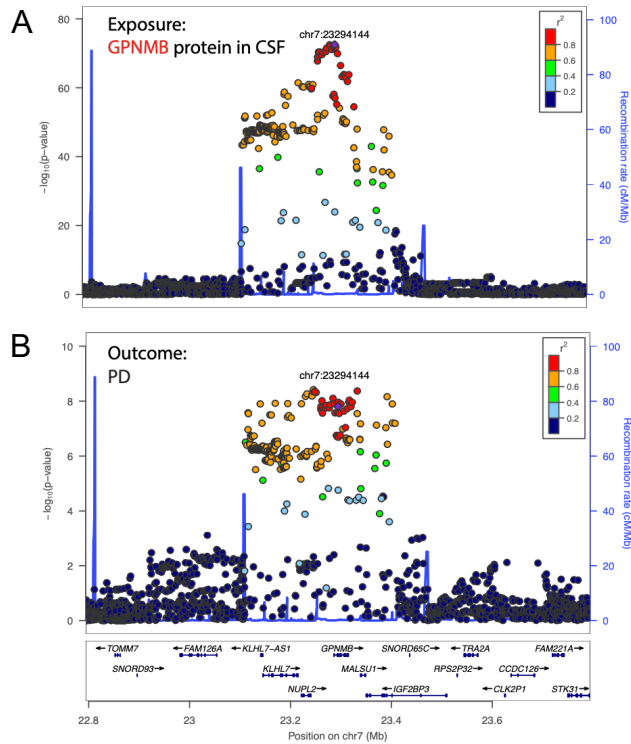 A
Exposure:
GPNMB protein in CSF
chr7:23294144
r²
0.8
0.6
0.4
0.2
80
60
40
20
0
−log₁₀(p−value)
100
80
60
40
20
0
Recombination rate (cM/Mb)
B
Outcome:
PD
chr7:23294144
r²
0.8
0.6
0.4
0.2
10
8
6
4
2
0
−log₁₀(p−value)
100
80
60
40
20
0
Recombination rate (cM/Mb)
TOMM7 FAM126A KLHL7−AS1 GPNMB SNORD65C TRA2A FAM221A
SNORD93 KLHL7 MALSU1 RPS2P32 CCDC126
NUPL2 IGF2BP3 CLK2P1 STK31
22.8 23 23.2 23.4 23.6
Position on chr7 (Mb)